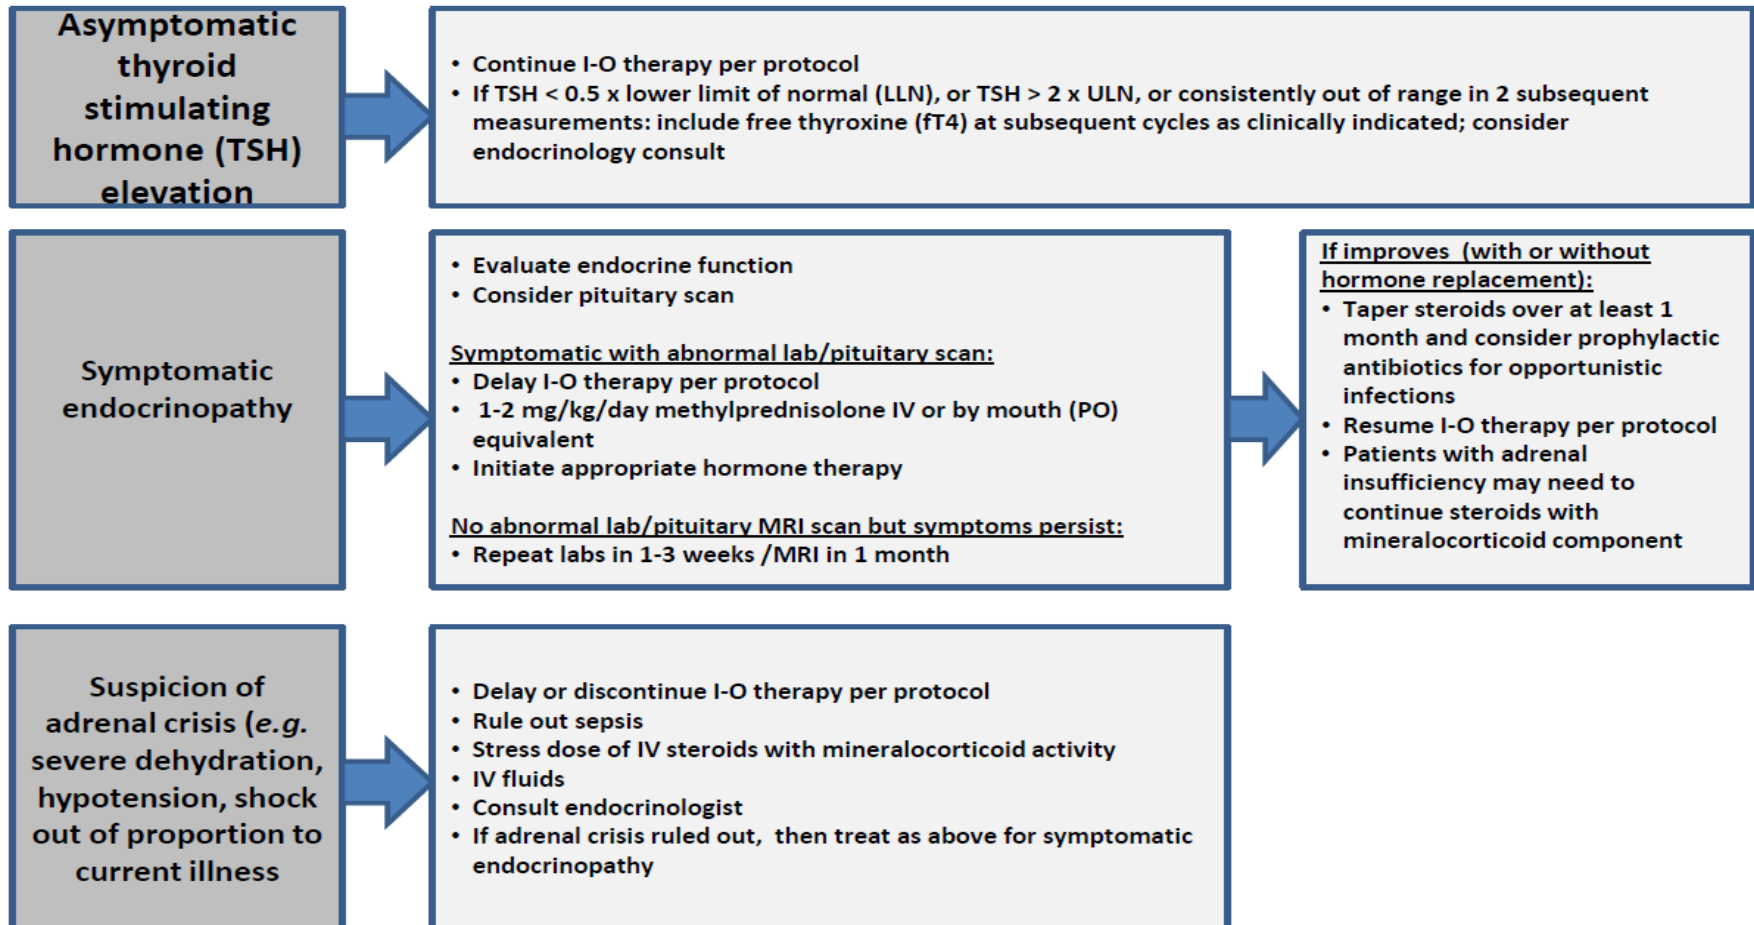 Asymptomatic
thyroid
stimulating
hormone (TSH)
elevation
• Continue I-O therapy per protocol
• If TSH < 0.5 x lower limit of normal (LLN), or TSH > 2 x ULN, or consistently out of range in 2 subsequent
measurements: include free thyroxine (fT4) at subsequent cycles as clinically indicated; consider
endocrinology consult
Symptomatic
endocrinopathy
• Evaluate endocrine function
• Consider pituitary scan
Symptomatic with abnormal lab/pituitary scan:
• Delay I-O therapy per protocol
• 1-2 mg/kg/day methylprednisolone IV or by mouth (PO)
equivalent
• Initiate appropriate hormone therapy
No abnormal lab/pituitary MRI scan but symptoms persist:
• Repeat labs in 1-3 weeks /MRI in 1 month
If improves (with or without
hormone replacement):
• Taper steroids over at least 1
month and consider prophylactic
antibiotics for opportunistic
infections
• Resume I-O therapy per protocol
• Patients with adrenal
insufficiency may need to
continue steroids with
mineralocorticoid component
Suspicion of
adrenal crisis (e.g.
severe dehydration,
hypotension, shock
out of proportion to
current illness
• Delay or discontinue I-O therapy per protocol
• Rule out sepsis
• Stress dose of IV steroids with mineralocorticoid activity
• IV fluids
• Consult endocrinologist
• If adrenal crisis ruled out, then treat as above for symptomatic
endocrinopathy